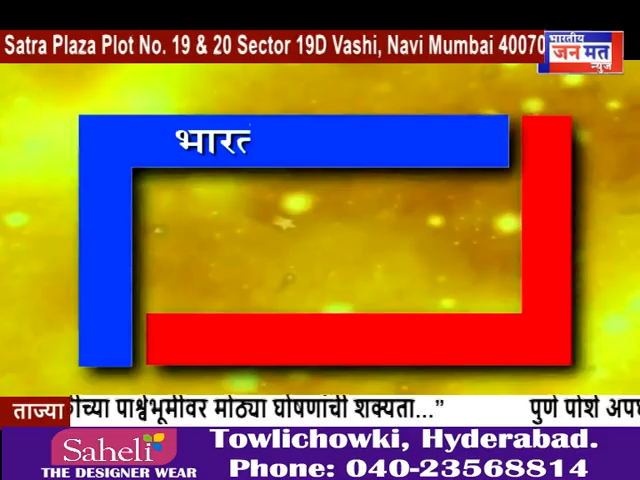 Satra Plaza Plot No. 19 & 20 Sector 19D Vashi, Navi Mumbai 40070
भारतीय
जन मत
न्युज
भारत
ताज्या
पार्श्वभूमीवर मोठ्या घोषणांची शक्यता...” पुणे पोर्श
Saheli
THE DESIGNER WEAR
Towlichowki, Hyderabad.
Phone: 040-23568814